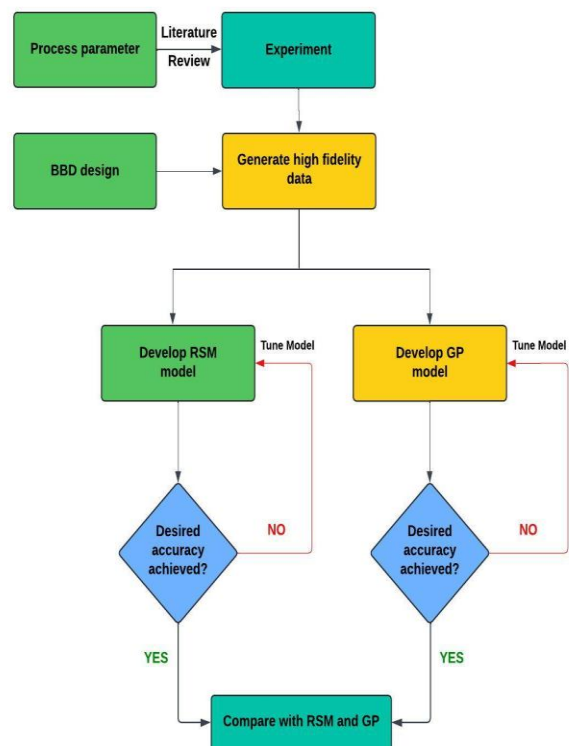 Process parameter
Literature
Review
Experiment
BBD design
Generate high fidelity
data
Develop RSM
model
Tune Model
Develop GP
model
Tune Model
Desired
accuracy
achieved?
NO
Desired
accuracy
achieved?
NO
YES
YES
Compare with RSM and GP